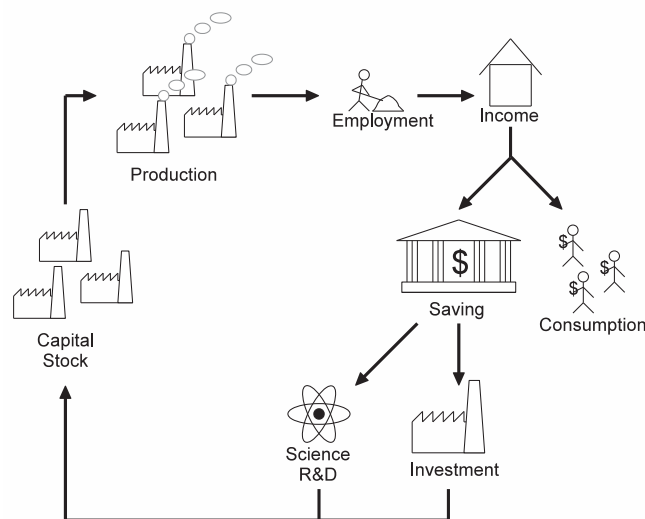 Production
Employment
Income
$
Saving
$
$
$
Consumption
Capital
Stock
Science
R&D
Investment